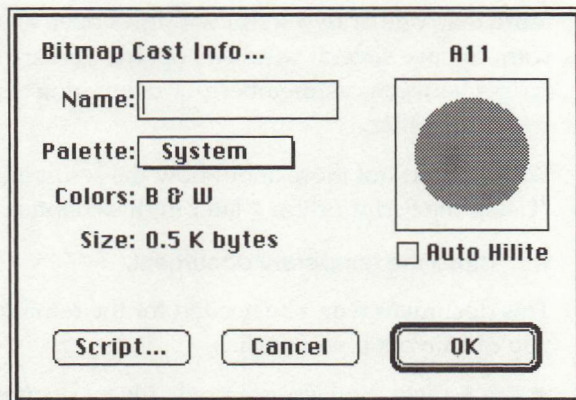 Bitmap Cast Info...
A11
Name:
Palette: System
Colors: B & W
Size: 0.5 K bytes
Auto Hilite
Script...
Cancel
OK